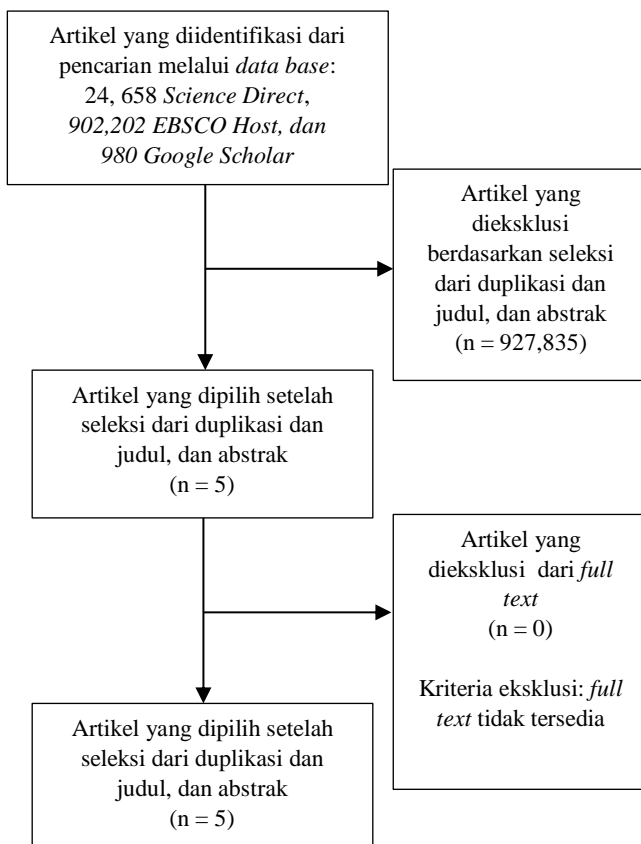 Artikel yang diidentifikasi dari
pencarian melalui data base:
24, 658 Science Direct,
902,202 EBSCO Host, dan
980 Google Scholar
Artikel yang
dieksklusi
berdasarkan seleksi
dari duplikasi dan
judul, dan abstrak
(n = 927,835)
Artikel yang dipilih setelah
seleksi dari duplikasi dan
judul, dan abstrak
(n = 5)
Artikel yang
dieksklusi dari full
text
(n = 0)
Kriteria eksklusi: full
text tidak tersedia
Artikel yang dipilih setelah
seleksi dari duplikasi dan
judul, dan abstrak
(n = 5)